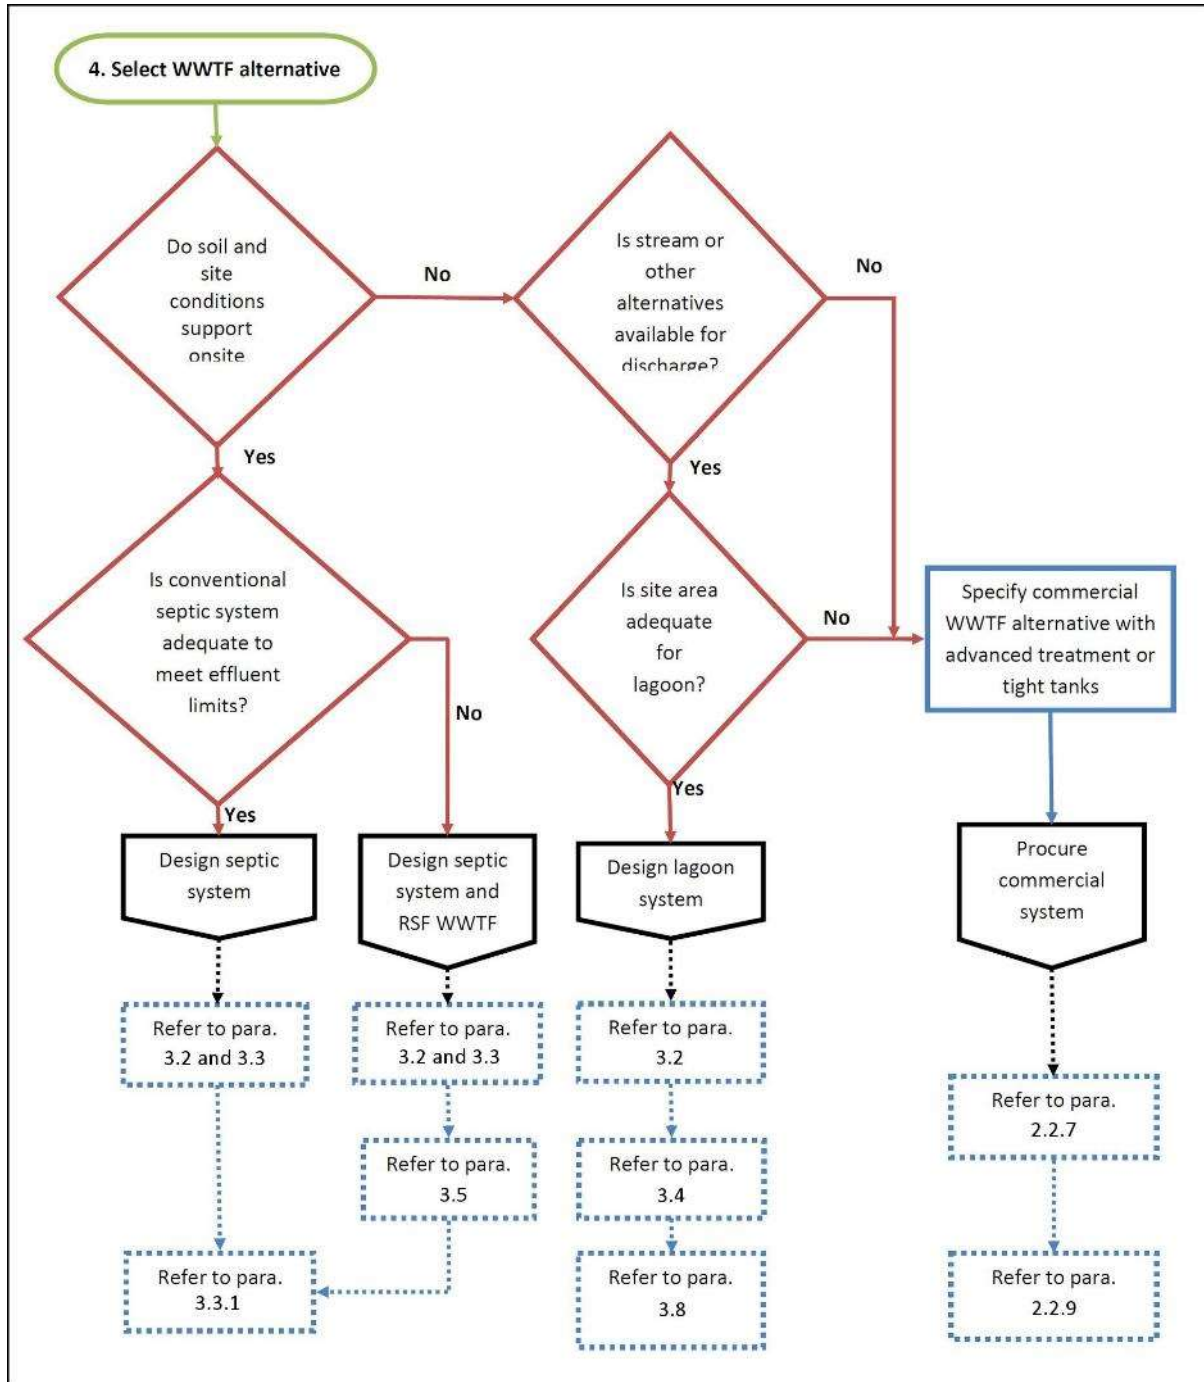 4. Select WWTF alternative
Do soil and
site
conditions
support
onsite
No
Is stream or
other
alternatives
available for
discharge?
No
Yes
Yes
Is conventional
septic system
adequate to
meet effluent
limits?
No
Is site area
adequate
for
lagoon?
No
Specify commercial
WWTF alternative with
advanced treatment or
tight tanks
Yes
Yes
Design septic
system
Design septic
system and
RSF WWTF
Design lagoon
system
Procure
commercial
system
Refer to para.
3.2 and 3.3
Refer to para.
3.2 and 3.3
Refer to para.
3.2
Refer to para.
2.2.7
Refer to para.
3.5
Refer to para.
3.4
Refer to para.
3.3.1
Refer to para.
3.8
Refer to para.
2.2.9